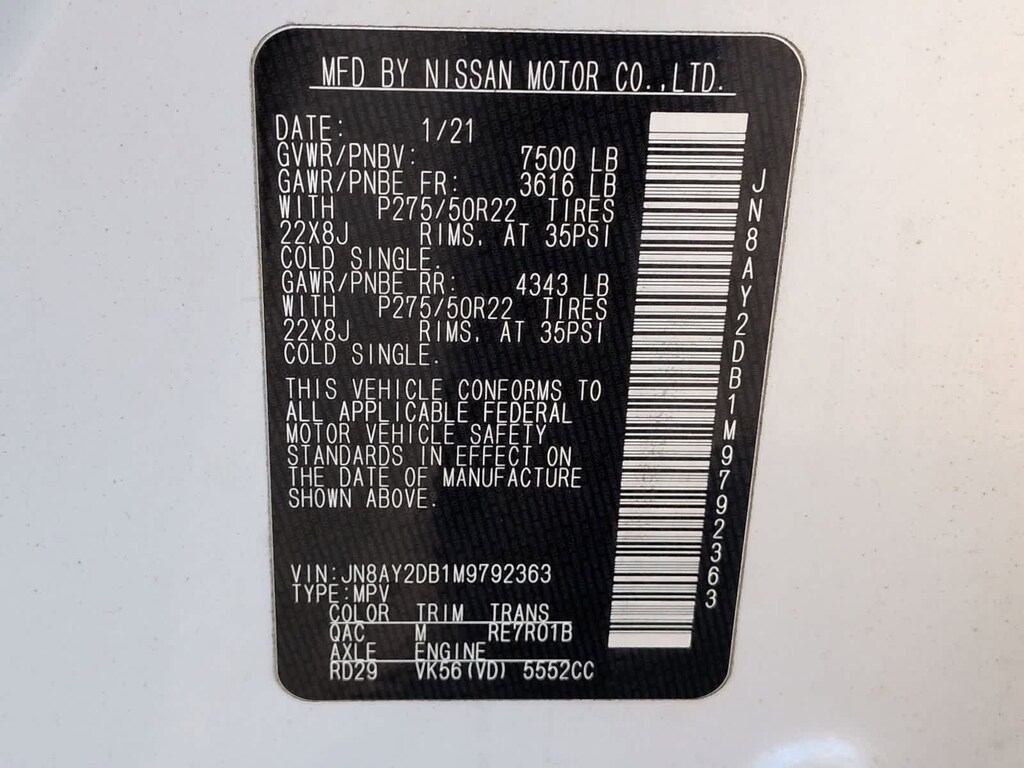 MFD BY NISSAN MOTOR CO.,LTD.
DATE: 1/21
GVWR/PNBV: 7500 LB
GAWR/PNBE FR: 3616 LB
WITH P275/50R22 TIRES
22X8J RIMS. AT 35PSI
COLD SINGLE.
GAWR/PNBE RR: 4343 LB
WITH P275/50R22 TIRES
22X8J RIMS. AT 35PSI
COLD SINGLE.
THIS VEHICLE CONFORMS TO
ALL APPLICABLE FEDERAL
MOTOR VEHICLE SAFETY
STANDARDS IN EFFECT ON
THE DATE OF MANUFACTURE
SHOWN ABOVE.
VIN:JN8AY2DB1M9792363
TYPE:MPV
COLOR TRIM TRANS
QAC M RE7R01B
AXLE ENGINE
RD29 VK56(VD) 5552CC
JN8AY2DB1M9792363